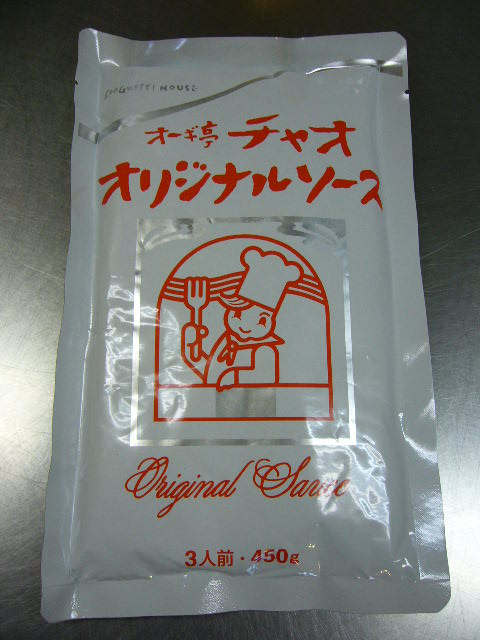 SPAGHETTI HOUSE
オーギ亭 チャオ
オリジナルソース
Original Sauce
3人前・450g